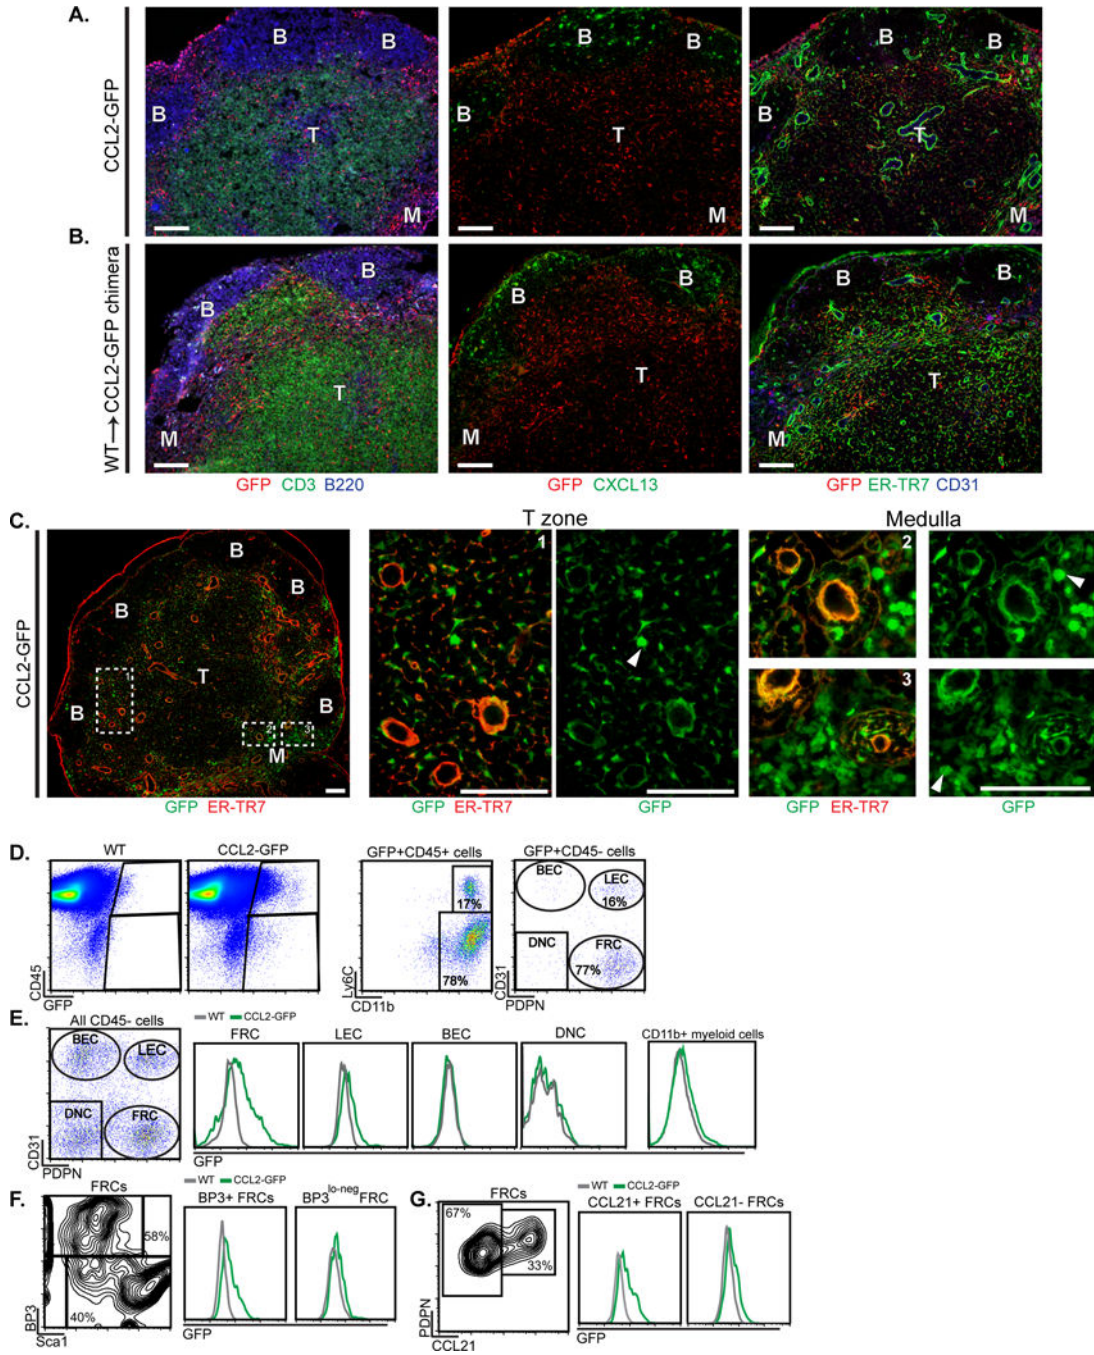 A.
CCL2-GFP
B B B T M
B B B T M
B B B T M
B.
WT→CCL2-GFP chimera
B B T M
B B T M
B B T M
GFP CD3 B220
GFP CXCL13
GFP ER-TR7 CD31
C.
T zone
Medulla
CCL2-GFP
B B B B B T M
1 2 3
1
2
3
GFP ER-TR7
GFP ER-TR7
GFP
GFP ER-TR7
GFP
D.
WT
CCL2-GFP
CD45
GFP
GFP+CD45+ cells
17%
78%
Ly6C
CD11b
GFP+CD45- cells
BEC
LEC
16%
DNC
FRC
77%
CD31
PDPN
E.
All CD45- cells
BEC
LEC
DNC
FRC
CD31
PDPN
WT CCL2-GFP
FRC
LEC
BEC
DNC
CD11b+ myeloid cells
GFP
F.
FRCs
58%
40%
BP3
Sca1
WT CCL2-GFP
BP3+ FRCs
BP3lo-neg FRC
GFP
G.
FRCs
67%
33%
PDPN
CCL21
WT CCL2-GFP
CCL21+ FRCs
CCL21- FRCs
GFP